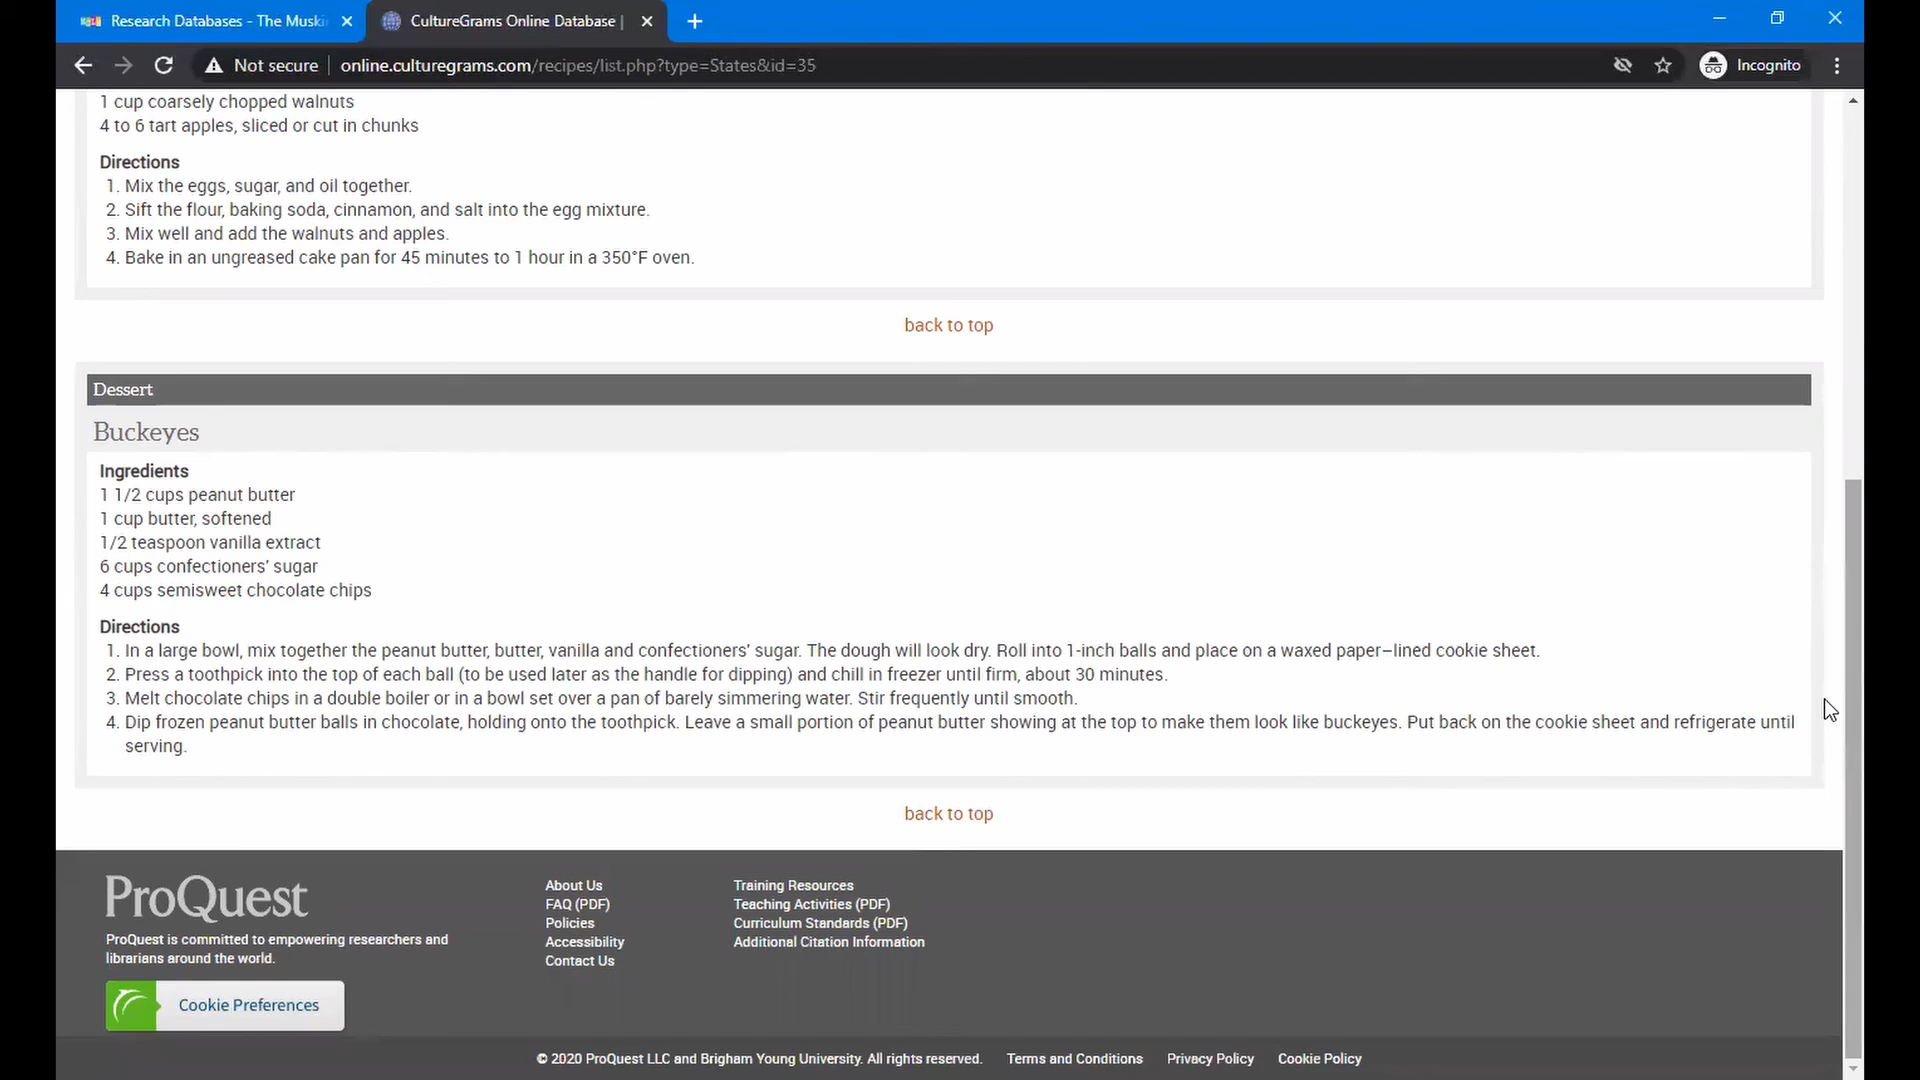 Research Databases - The Muski
CultureGrams Online Database |
Not secure
online.culturegrams.com/recipes/list.php?type=States&id=35
Incognito
1 cup coarsely chopped walnuts
4 to 6 tart apples, sliced or cut in chunks
Directions
1. Mix the eggs, sugar, and oil together.
2. Sift the flour, baking soda, cinnamon, and salt into the egg mixture.
3. Mix well and add the walnuts and apples.
4. Bake in an ungreased cake pan for 45 minutes to 1 hour in a 350°F oven.
back to top
Dessert
Buckeyes
Ingredients
1 1/2 cups peanut butter
1 cup butter, softened
1/2 teaspoon vanilla extract
6 cups confectioners' sugar
4 cups semisweet chocolate chips
Directions
1. In a large bowl, mix together the peanut butter, butter, vanilla and confectioners' sugar. The dough will look dry. Roll into 1-inch balls and place on a waxed paper–lined cookie sheet.
2. Press a toothpick into the top of each ball (to be used later as the handle for dipping) and chill in freezer until firm, about 30 minutes.
3. Melt chocolate chips in a double boiler or in a bowl set over a pan of barely simmering water. Stir frequently until smooth.
4. Dip frozen peanut butter balls in chocolate, holding onto the toothpick. Leave a small portion of peanut butter showing at the top to make them look like buckeyes. Put back on the cookie sheet and refrigerate until
serving.
back to top
ProQuest
ProQuest is committed to empowering researchers and
librarians around the world.
Cookie Preferences
About Us
FAQ (PDF)
Policies
Accessibility
Contact Us
Training Resources
Teaching Activities (PDF)
Curriculum Standards (PDF)
Additional Citation Information
© 2020 ProQuest LLC and Brigham Young University. All rights reserved. Terms and Conditions Privacy Policy Cookie Policy